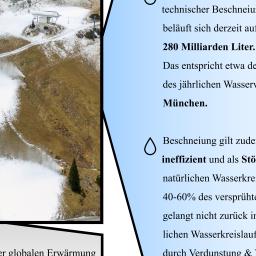 technischer Beschneiu
beläuft sich derzeit auf
280 Milliarden Liter.
Das entspricht etwa de
des jährlichen Wasserv
München.
Beschneiung gilt zude
ineffizient und als Stö
natürlichen Wasserkre
40-60% des versprühte
gelangt nicht zurück i
lichen Wasserkreislauf
durch Verdunstung &
er globalen Erwärmung